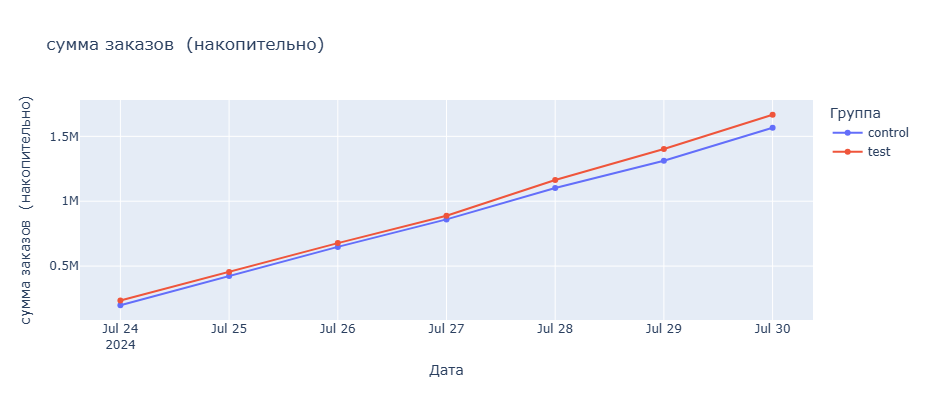 сумма заказов  (накопительно)
сумма заказов  (накопительно)
1.5M
1M
0.5M
Jul 24
2024
Jul 25
Jul 26
Jul 27
Jul 28
Jul 29
Jul 30
Дата
Группа
control
test